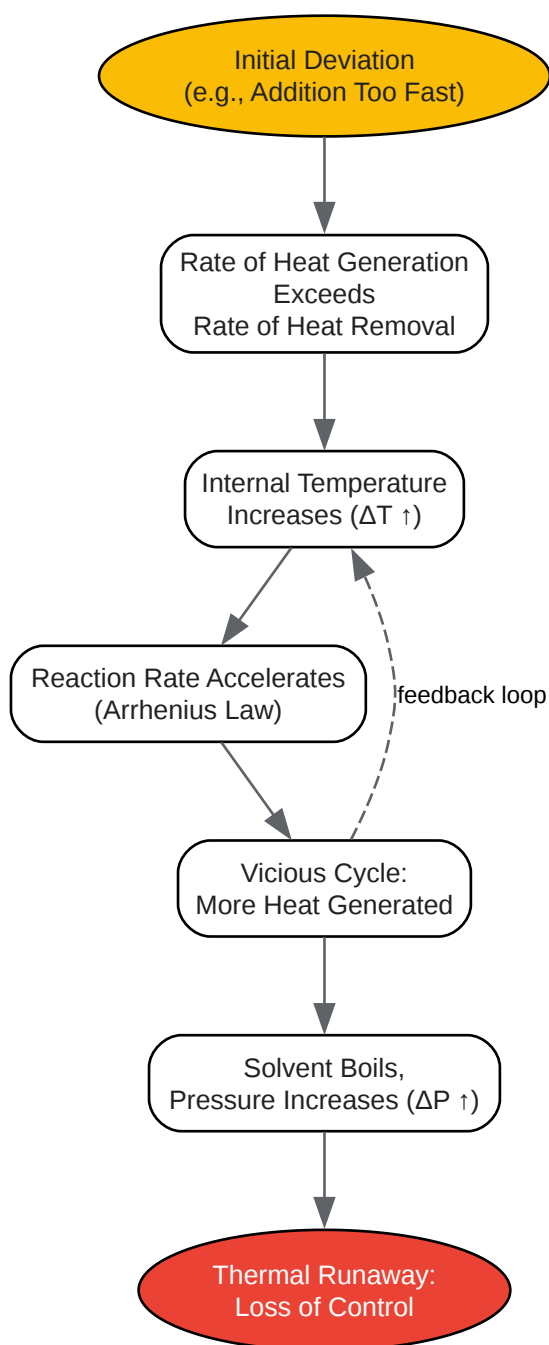 Initial Deviation
(e.g., Addition Too Fast)
Rate of Heat Generation
Exceeds
Rate of Heat Removal
Internal Temperature
Increases (ΔT ↑)
Reaction Rate Accelerates
(Arrhenius Law)
feedback loop
Vicious Cycle:
More Heat Generated
Solvent Boils,
Pressure Increases (ΔP ↑)
Thermal Runaway:
Loss of Control